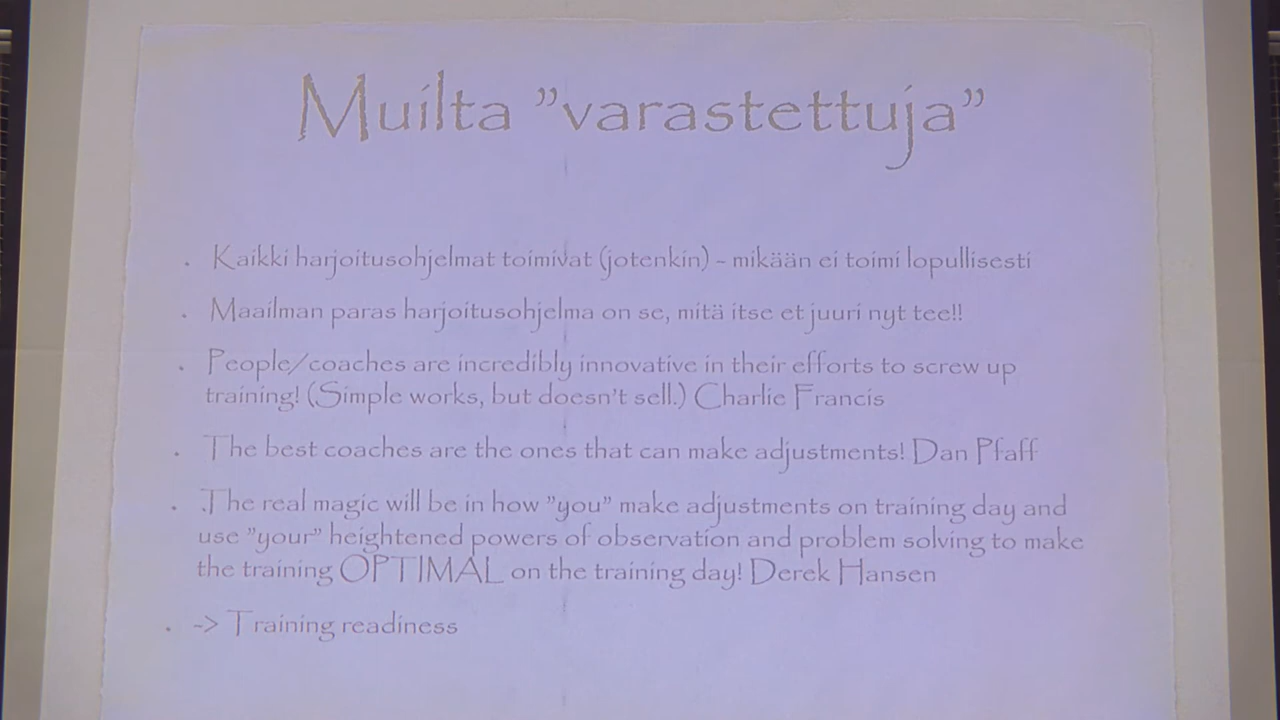 Muilta ”varastettuja”
. Kaikki harjoitusohjelmat toimivat (jotenkin) - mikään ei toimi lopullisesti
. Maailman paras harjoitusohjelma on se, mitä itse et juuri nyt tee!!
. People/coaches are incredibly innovative in their efforts to screw up
training! (Simple works, but doesn't sell.) Charlie Francis
. The best coaches are the ones that can make adjustments! Dan Pfaff
. .The real magic will be in how ”you” make adjustments on training day and
use ”your” heightened powers of observation and problem solving to make
the training OPTIMAL on the training day! Derek Hansen
. -> Training readiness